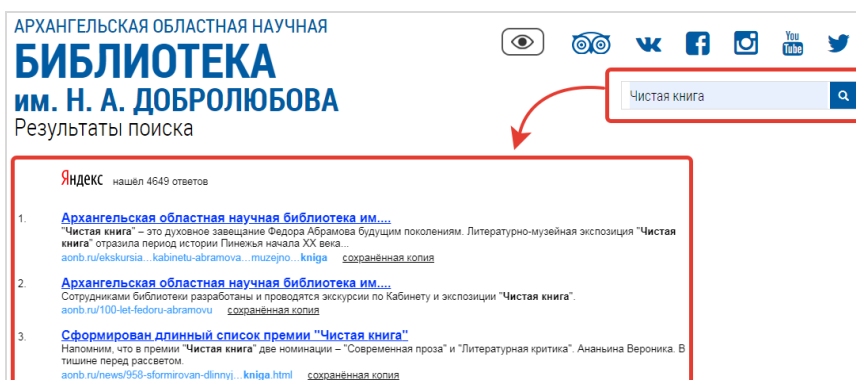 АРХАНГЕЛЬСКАЯ ОБЛАСТНАЯ НАУЧНАЯ
БИБЛИОТЕКА
им. Н. А. ДОБРОЛЮБОВА
You
Tube
Чистая книга
Результаты поиска
Яндекс нашёл 4649 ответов
1. Архангельская областная научная библиотека им....
"Чистая книга" – это духовное завещание Федора Абрамова будущим поколениям. Литературно-музейная экспозиция "Чистая
книга" отразила период истории Пинежья начала XX века...
aonb.ru/ekskursia...kabinetu-abramova...muzejno...kniga сохранённая копия
2. Архангельская областная научная библиотека им....
Сотрудниками библиотеки разработаны и проводятся экскурсии по Кабинету и экспозиции "Чистая книга".
aonb.ru/100-let-fedoru-abramovu сохранённая копия
3. Сформирован длинный список премии "Чистая книга"
Напомним, что в премии "Чистая книга" две номинации – "Современная проза" и "Литературная критика". Ананьина Вероника. В
тишине перед рассветом.
aonb.ru/news/958-sformirovan-dlinnyj...kniga.html сохранённая копия